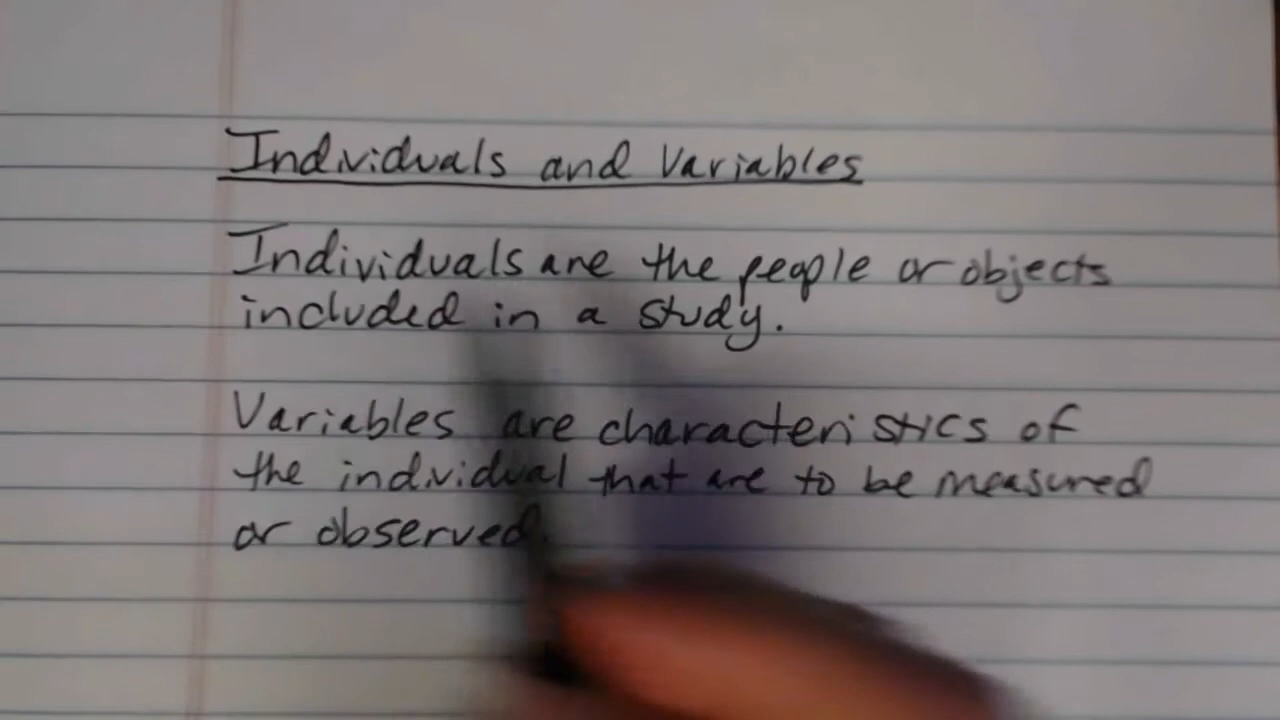 Individuals and Variables
Individuals are the people or objects
included in a study.
Variables are characteristics of
the individual that are to be measured
or observed.